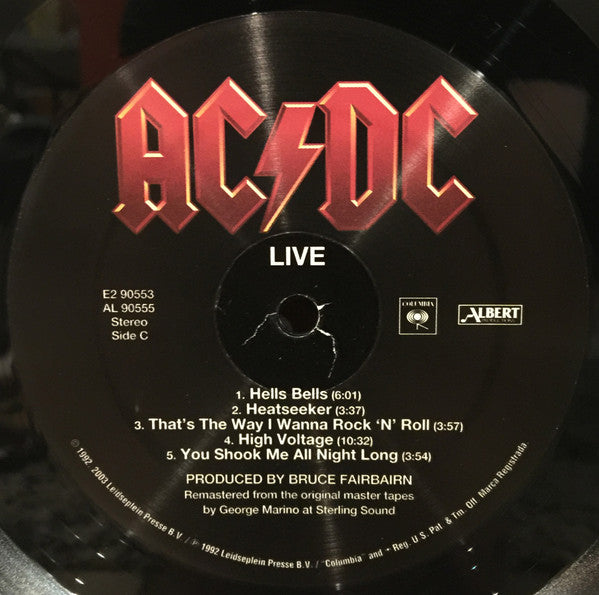 AC/DC
LIVE
E2 90553
AL 90555
Stereo
Side C
COLUMBIA
ALBERT
PRODUCTIONS
1. Hells Bells (6:01)
2. Heatseeker (3:37)
3. That's The Way I Wanna Rock 'N' Roll (3:57)
4. High Voltage (10:32)
5. You Shook Me All Night Long (3:54)
PRODUCED BY BRUCE FAIRBAIRN
Remastered from the original master tapes
by George Marino at Sterling Sound
© 1992, 2003 Leidseplein Presse B.V. / ℗ 1992 Leidseplein Presse B.V. / "Columbia" and Reg. U.S. Pat. & Tm. Off. Marca Registrada.